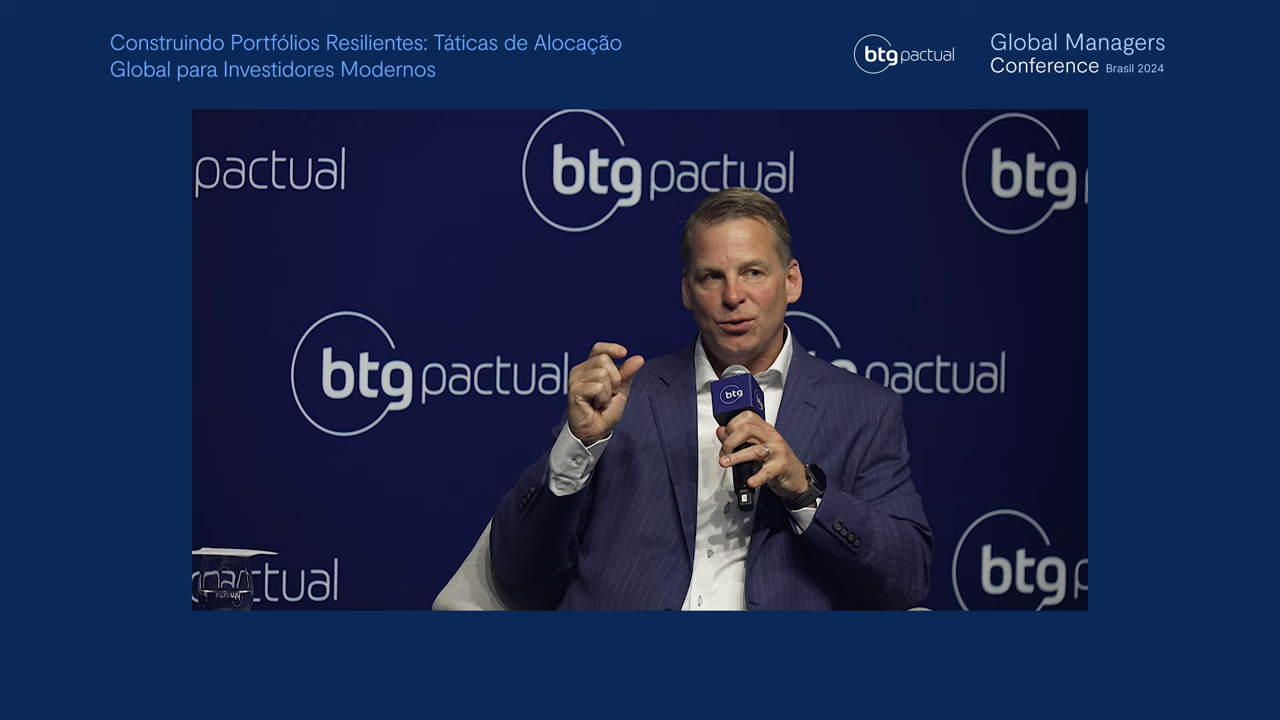 Construindo Portfólios Resilientes: Táticas de Alocação
Global para Investidores Modernos
btg pactual
Global Managers
Conference Brasil 2024
pactual
btg pactual
btg
btg pactual
pactual
btg
pactual
btg p